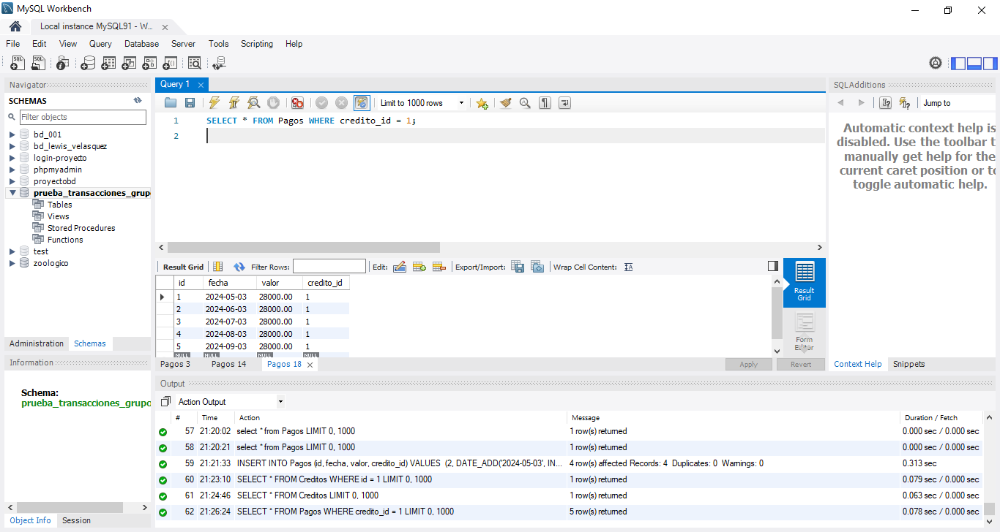 MySQL Workbench
Local instance MySQL91 - W...
File Edit View Query Database Server Tools Scripting Help
Navigator
SCHEMAS
Filter objects
bd_001
bd_lewis_velasquez
login-proyecto
phpmyadmin
proyectobd
prueba_transacciones_grupo
Tables
Views
Stored Procedures
Functions
test
zoologico
Administration Schemas
Information
Schema:
prueba_transacciones_grupo
Object Info Session
Query 1
Limit to 1000 rows
1 SELECT * FROM Pagos WHERE credito_id = 1;
2
Result Grid Filter Rows: Edit: Export/Import: Wrap Cell Content:
id fecha valor credito_id
1 2024-05-03 28000.00 1
2 2024-06-03 28000.00 1
3 2024-07-03 28000.00 1
4 2024-08-03 28000.00 1
5 2024-09-03 28000.00 1
NULL NULL NULL NULL
Result
Grid
Form
Editor
Pagos 3 Pagos 14 Pagos 18 Apply Revert
SQLAdditions
Jump to
Automatic context help is
disabled. Use the toolbar t
manually get help for the
current caret position or to
toggle automatic help.
Context Help Snippets
Output
Action Output
# Time Action Message Duration / Fetch
57 21:20:02 select * from Pagos LIMIT 0, 1000 1 row(s) returned 0.000 sec / 0.000 sec
58 21:20:21 select * from Pagos LIMIT 0, 1000 1 row(s) returned 0.000 sec / 0.000 sec
59 21:21:33 INSERT INTO Pagos (id, fecha, valor, credito_id) VALUES (2, DATE_ADD('2024-05-03', IN... 4 row(s) affected Records: 4 Duplicates: 0 Warnings: 0 0.313 sec
60 21:23:10 SELECT * FROM Creditos WHERE id = 1 LIMIT 0, 1000 1 row(s) returned 0.079 sec / 0.000 sec
61 21:24:46 SELECT * FROM Creditos LIMIT 0, 1000 1 row(s) returned 0.063 sec / 0.000 sec
62 21:26:24 SELECT * FROM Pagos WHERE credito_id = 1 LIMIT 0, 1000 5 row(s) returned 0.078 sec / 0.000 sec